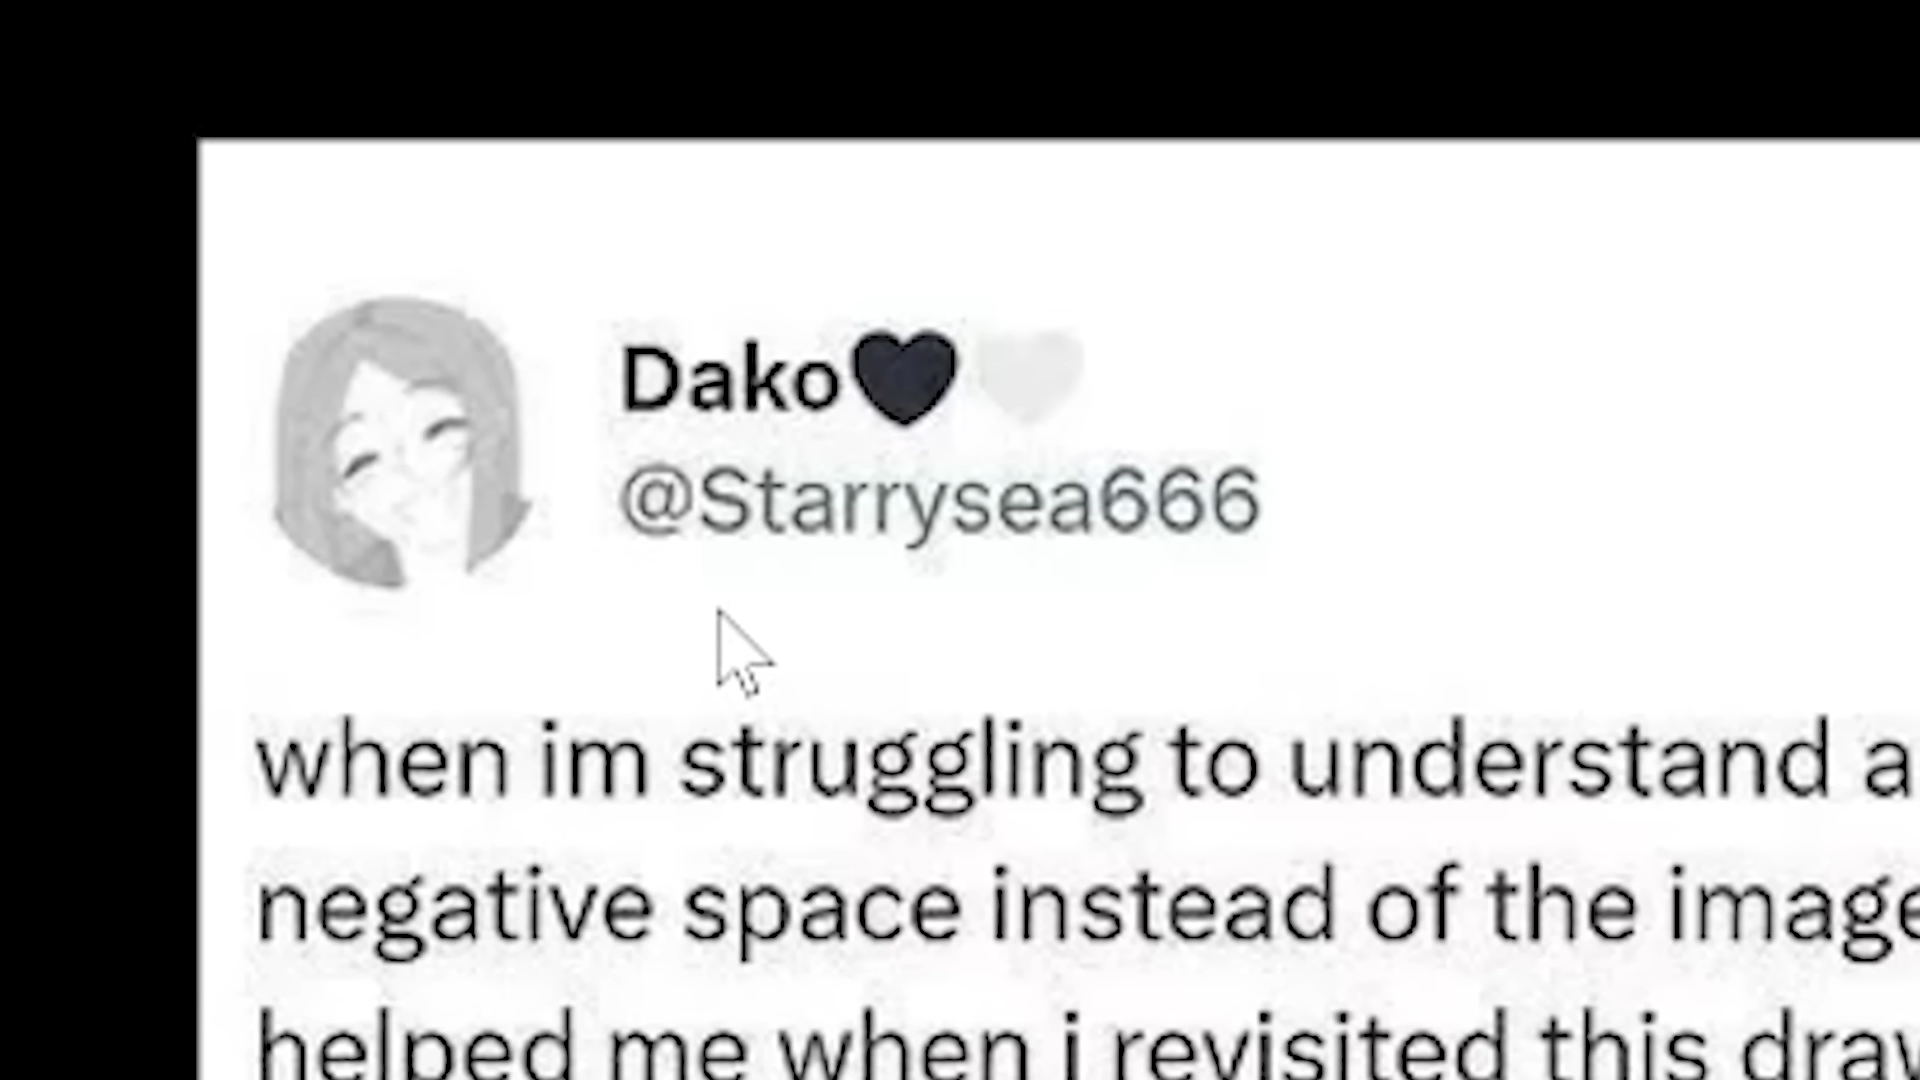 Dako🖤🤍
@Starrysea666
when im struggling to understand a
negative space instead of the image
helped me when i revisited this